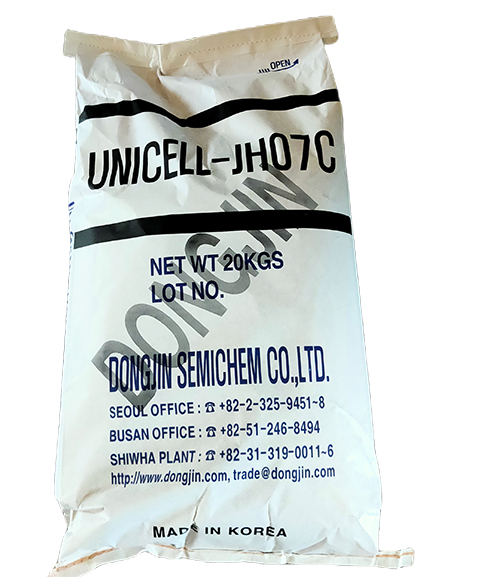 OPEN
UNICELL-JH07C
DONGJIN
NET WT 20KGS
LOT NO.
DONGJIN SEMICHEM CO.,LTD.
SEOUL OFFICE : ☎ +82-2-325-9451~8
BUSAN OFFICE : ☎ +82-51-246-8494
SHIWHA PLANT : ☎ +82-31-319-0011~6
http://www.dongjin.com, trade@dongjin.com
MADE IN KOREA